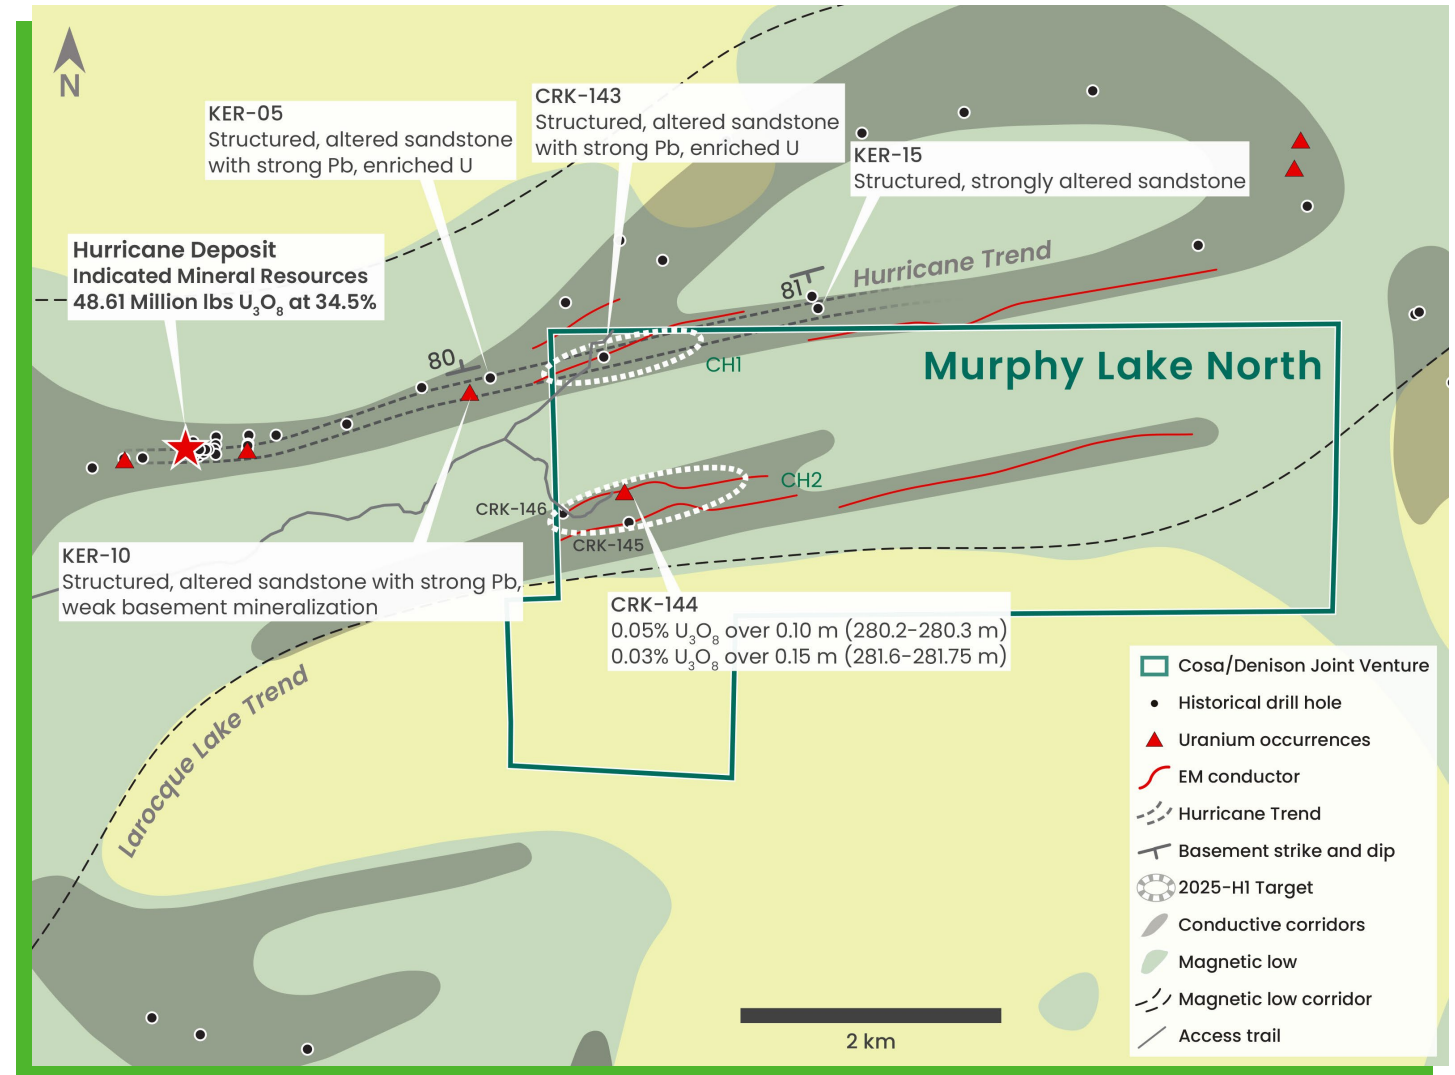 N
KER-05
Structured, altered sandstone
with strong Pb, enriched U
CRK-143
Structured, altered sandstone
with strong Pb, enriched U
KER-15
Structured, strongly altered sandstone
Hurricane Deposit
Indicated Mineral Resources
48.61 Million lbs U₃O₈ at 34.5%
Hurricane Trend
81
80
CH1
Murphy Lake North
CH2
CRK-146
CRK-145
KER-10
Structured, altered sandstone with strong Pb,
weak basement mineralization
CRK-144
0.05% U₃O₈ over 0.10 m (280.2-280.3 m)
0.03% U₃O₈ over 0.15 m (281.6-281.75 m)
Larocque Lake Trend
Cosa/Denison Joint Venture
Historical drill hole
Uranium occurrences
EM conductor
Hurricane Trend
Basement strike and dip
2025-H1 Target
Conductive corridors
Magnetic low
Magnetic low corridor
Access trail
2 km